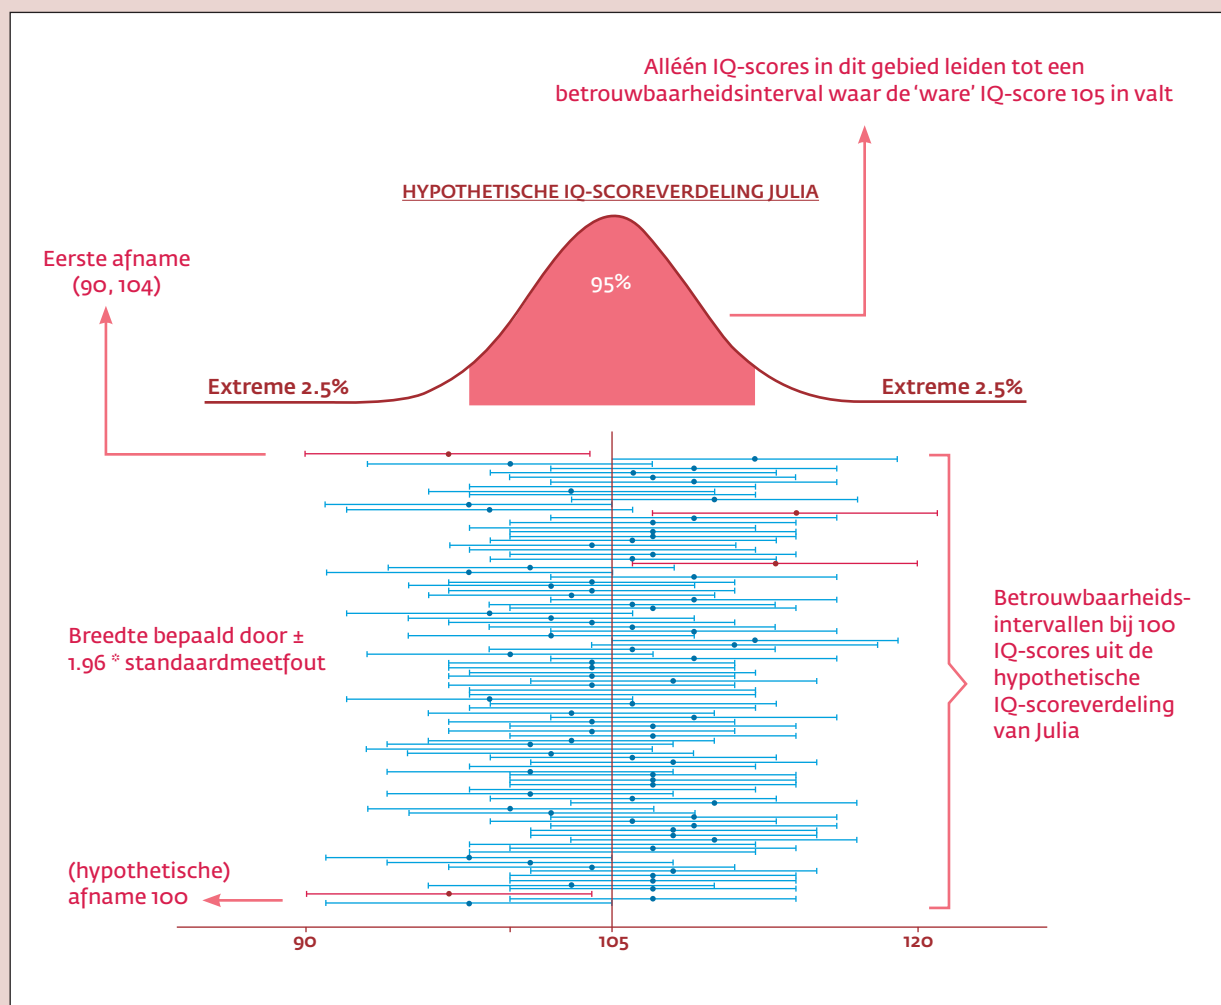 Alléén IQ-scores in dit gebied leiden tot een
betrouwbaarheidsinterval waar de ‘ware’ IQ-score 105 in valt
HYPOTHETISCHE IQ-SCOREVERDELING JULIA
Eerste afname
(90, 104)
95%
Extreme 2.5%
Extreme 2.5%
Breedte bepaald door ±
1.96 * standaardmeetfout
Betrouwbaarheids-
intervallen bij 100
IQ-scores uit de
hypothetische
IQ-scoreverdeling
van Julia
(hypothetische)
afname 100
90
105
120